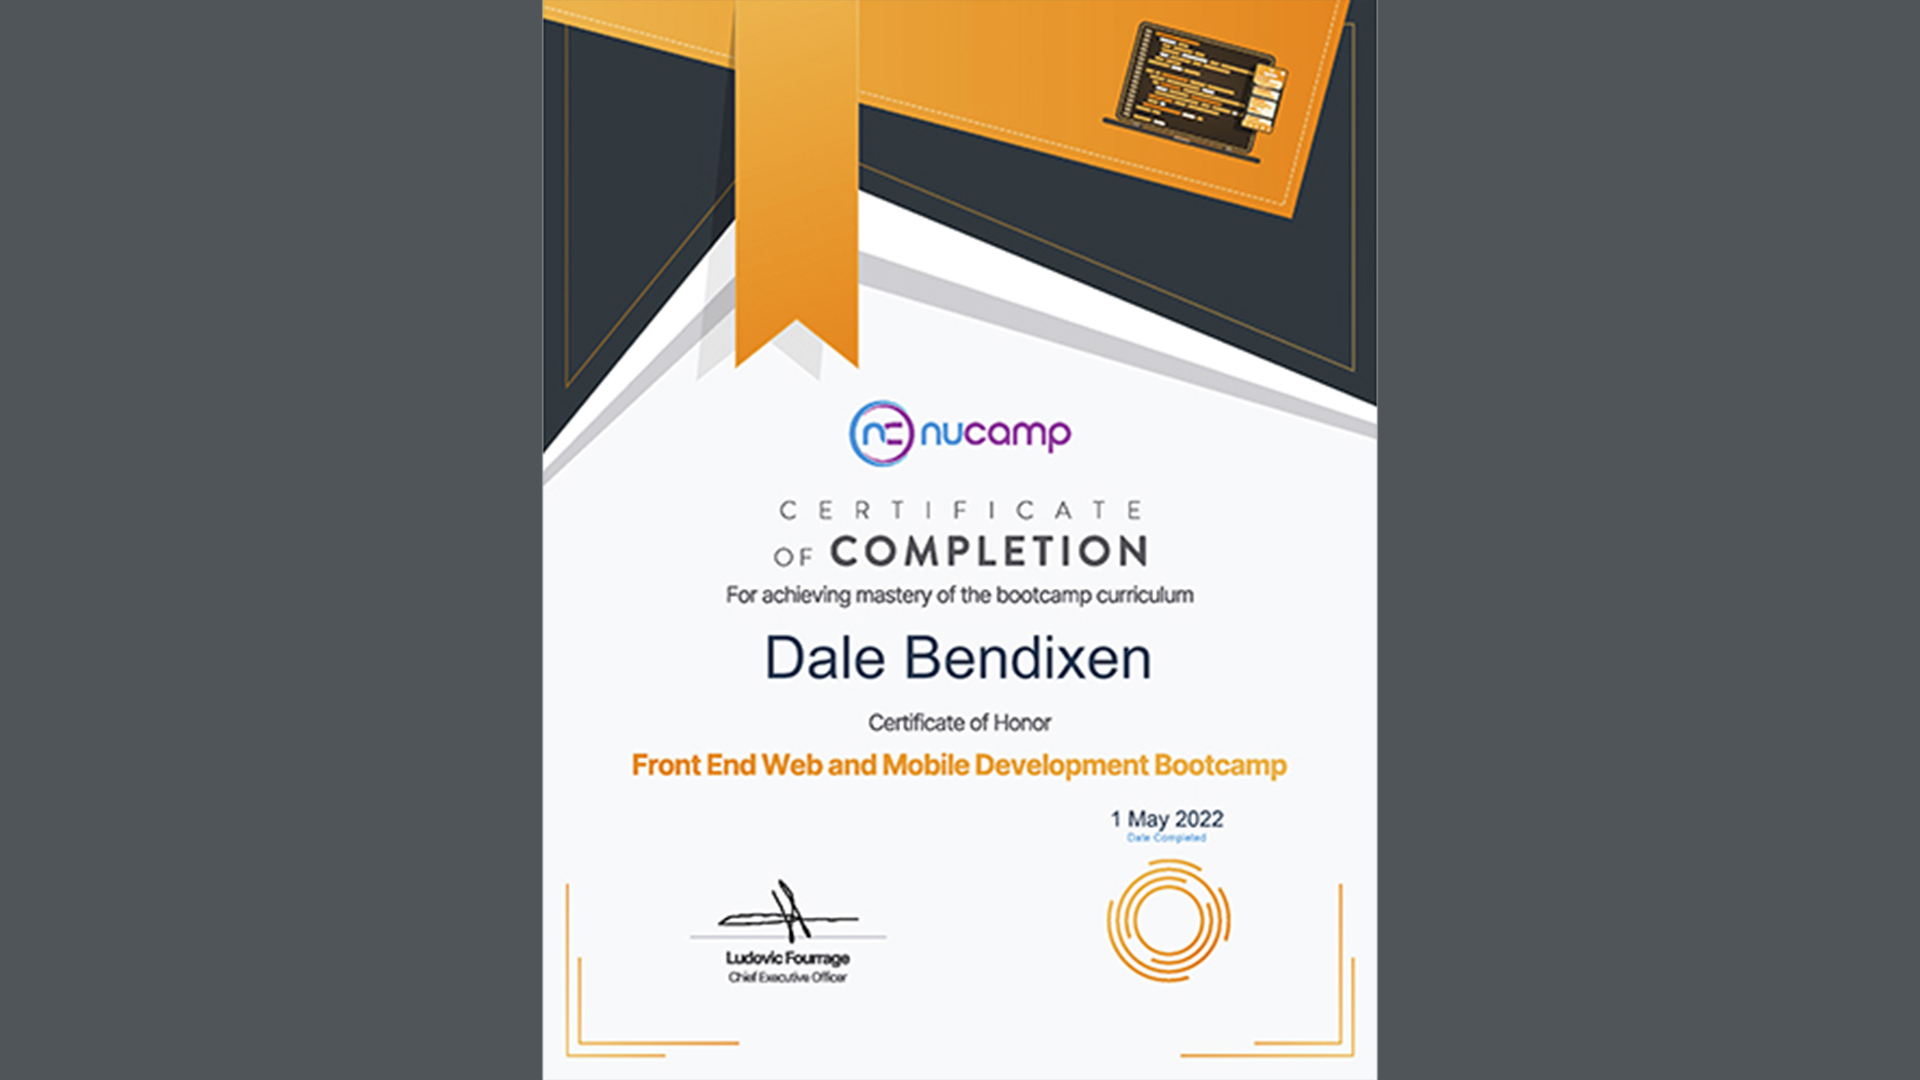 nc nucamp
CERTIFICATE
OF COMPLETION
For achieving mastery of the bootcamp curriculum
Dale Bendixen
Certificate of Honor
Front End Web and Mobile Development Bootcamp
1 May 2022
Date Completed
Ludovic Fourrage
Chief Executive Officer